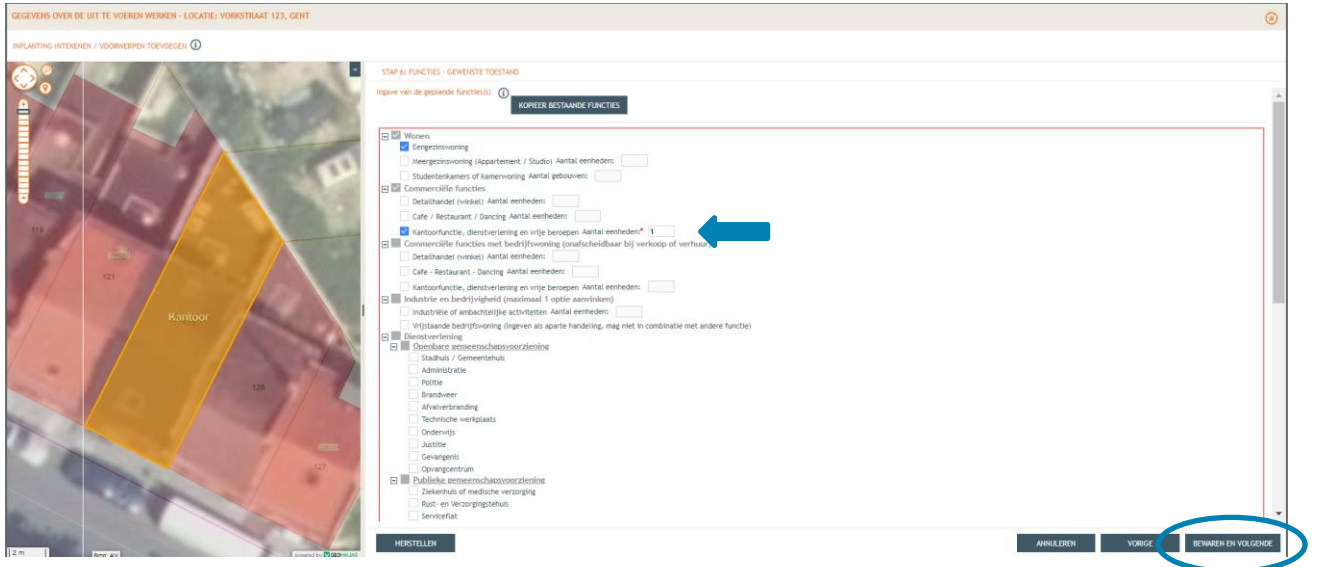 GEGEVENS OVER DE UIT TE VOEREN WERKEN - LOCATIE: VORKSTRAAT 123, GENT
INPLANTING INTEKENEN / VOORWERPEN TOEVOEGEN
STAP 6: FUNCTIES - GEWENSTE TOESTAND
Ingave van de geplande functies(s)
KOPIEER BESTAANDE FUNCTIES
Wonen
Eengezinswoning
Meergezinswoning (Appartement / Studio) Aantal eenheden:
Studentenkamers of kamerwoning Aantal gebouwen:
Commerciële functies
Detailhandel (winkel) Aantal eenheden:
Cafe / Restaurant / Dancing Aantal eenheden:
Kantoorfunctie, dienstverlening en vrije beroepen Aantal eenheden:* 1
Commerciële functies met bedrijfswoning (onafscheidbaar bij verkoop of verhuur)
Detailhandel (winkel) Aantal eenheden:
Cafe - Restaurant - Dancing Aantal eenheden:
Kantoorfunctie, dienstverlening en vrije beroepen Aantal eenheden:
Industrie en bedrijvigheid (maximaal 1 optie aanvinken)
Industriële of ambachtelijke activiteiten Aantal eenheden:
Vrijstaande bedrijfswoning (ingeven als aparte handeling, mag niet in combinatie met andere functie)
Dienstverlening
Openbare gemeenschapsvoorziening
Stadhuis / Gemeentehuis
Administratie
Politie
Brandweer
Afvalverbranding
Technische werkplaats
Onderwijs
Justitie
Gevangenis
Opvangcentrum
Publieke gemeenschapsvoorziening
Ziekenhuis of medische verzorging
Rust- en Verzorgingstehuis
Serviceflat
119
121
Kantoor
127
2 m
powered by
HERSTELLEN
ANNULEREN
VORIGE
BEWAREN EN VOLGENDE